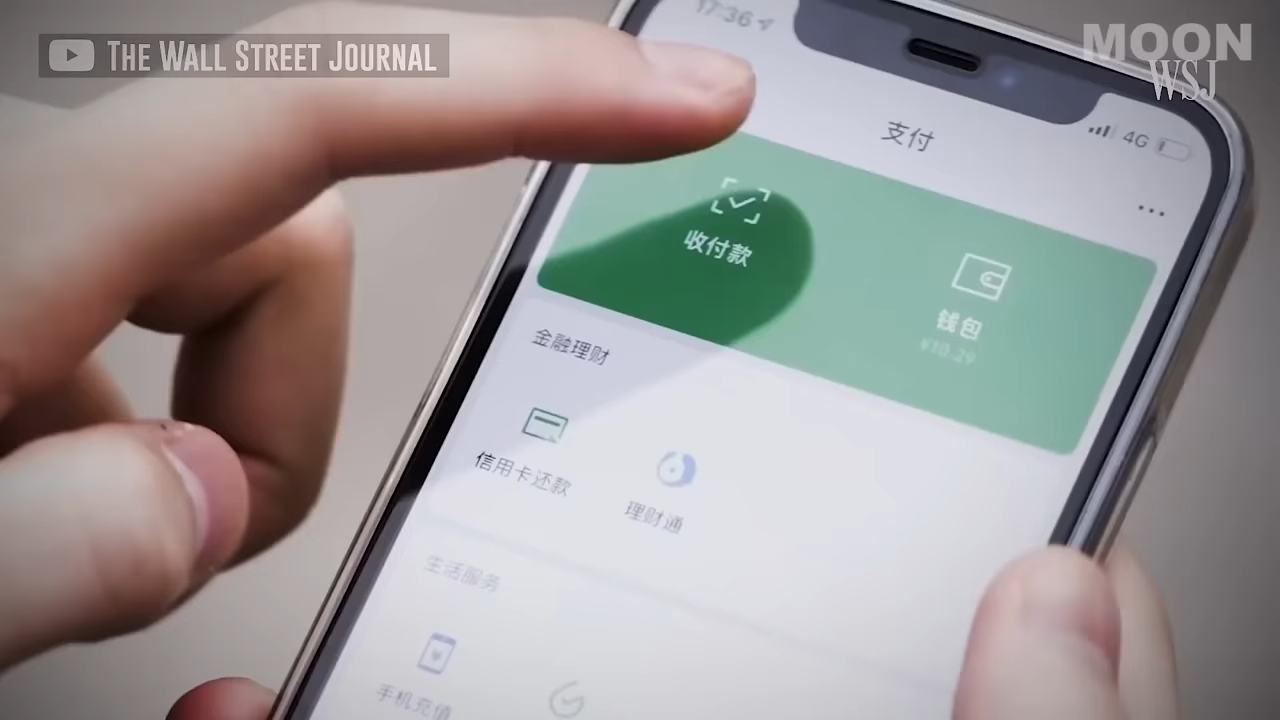 THE WALL STREET JOURNAL
MOON
WSJ
17:36
4G
支付
收付款
钱包
¥10.29
金融理财
信用卡还款
理财通
生活服务
手机充值